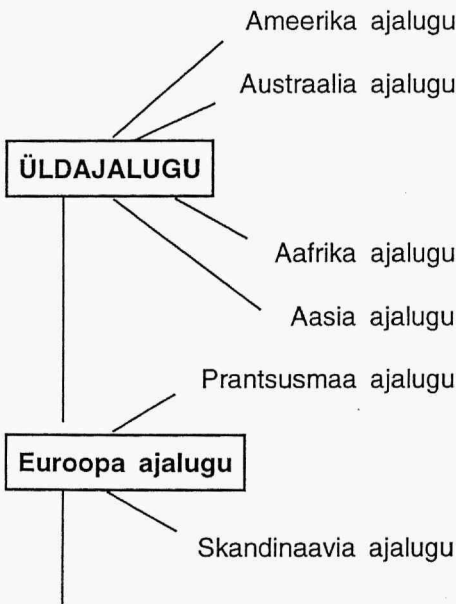 Ameerika ajalugu
Austraalia ajalugu
ÜLDAJALUGU
Aafrika ajalugu
Aasia ajalugu
Prantsusmaa ajalugu
Euroopa ajalugu
Skandinaavia ajalugu